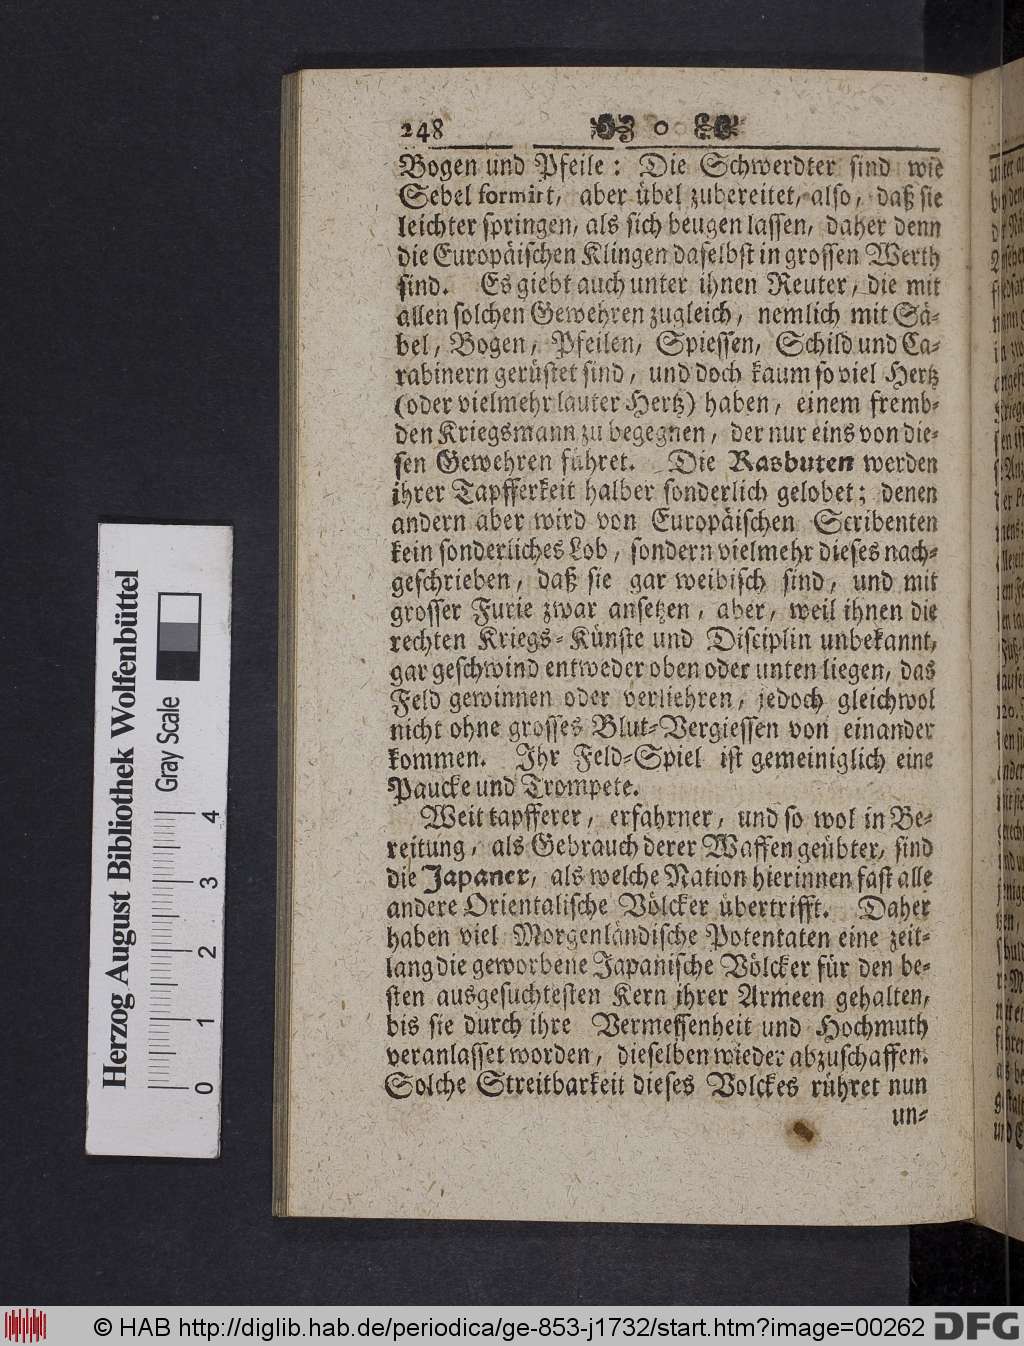 248 o
Bogen und Pfeile: Die Schwerdter sind wie
Sebel formirt, aber übel zubereitet, also, daß sie
leichter springen, als sich beugen lassen, daher denn
die Europäischen Klingen daselbst in grossen Werth
sind. Es giebt auch unter ihnen Reuter, die mit
allen solchen Gewehren zugleich, nemlich mit Sä-
bel, Bogen, Pfeilen, Spiessen, Schild und Ca-
rabinern gerüstet sind, und doch kaum so viel Hertz
(oder vielmehr lauter Hertz) haben, einem fremb-
den Kriegsmann zu begegnen, der nur eins von die-
sen Gewehren führet. Die Rasbuten werden
ihrer Tapfferkeit halber sonderlich gelobet; denen
andern aber wird von Europäischen Scribenten
kein sonderliches Lob, sondern vielmehr dieses nach-
geschrieben, daß sie gar weibisch sind, und mit
grosser Furie zwar ansetzen, aber, weil ihnen die
rechten Kriegs-Künste und Disciplin unbekannt,
gar geschwind entweder oben oder unten liegen, das
Feld gewinnen oder verliehren, jedoch gleichwol
nicht ohne grosses Blut-Vergiessen von einander
kommen. Ihr Feld-Spiel ist gemeiniglich eine
Paucke und Trompete.
Weit tapfferer, erfahrner, und so wol in Be-
reitung, als Gebrauch derer Waffen geübter, sind
die Japaner, als welche Nation hierinnen fast alle
andere Orientalische Völcker übertrifft. Daher
haben viel Morgenländische Potentaten eine zeit-
lang die geworbene Japanische Völcker für den be-
sten ausgesuchtesten Kern ihrer Armeen gehalten,
bis sie durch ihre Vermessenheit und Hochmuth
veranlasset worden, dieselben wieder abzuschaffen.
Solche Streitbarkeit dieses Volckes rühret nun
un-
Herzog August Bibliothek Wolfenbüttel
Gray Scale
0 1 2 3 4
© HAB http://diglib.hab.de/periodica/ge-853-j1732/start.htm?image=00262 DFG